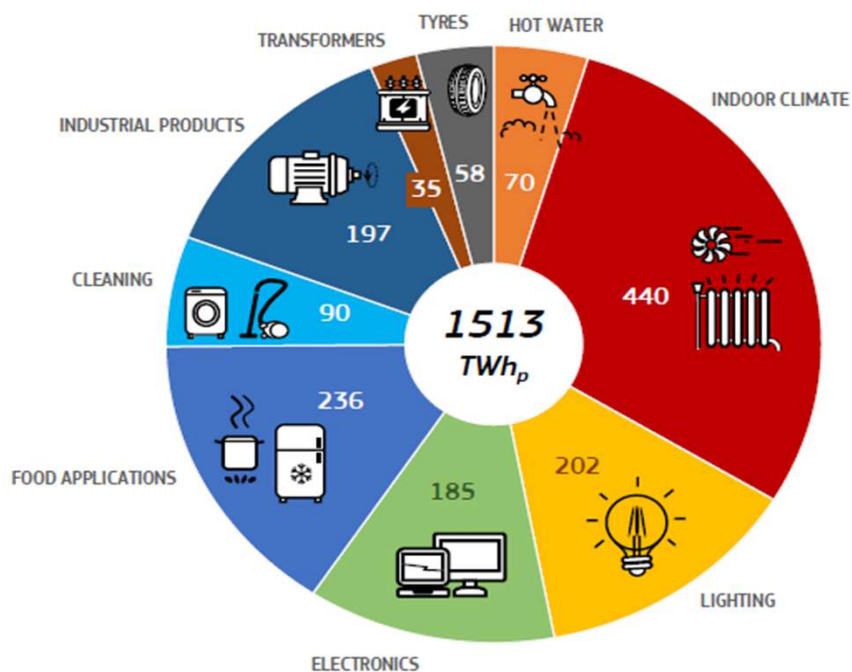 TYRES
HOT WATER
TRANSFORMERS
INDOOR CLIMATE
INDUSTRIAL PRODUCTS
35
58
70
197
CLEANING
90
440
1513
TWhp
236
202
FOOD APPLICATIONS
185
LIGHTING
ELECTRONICS